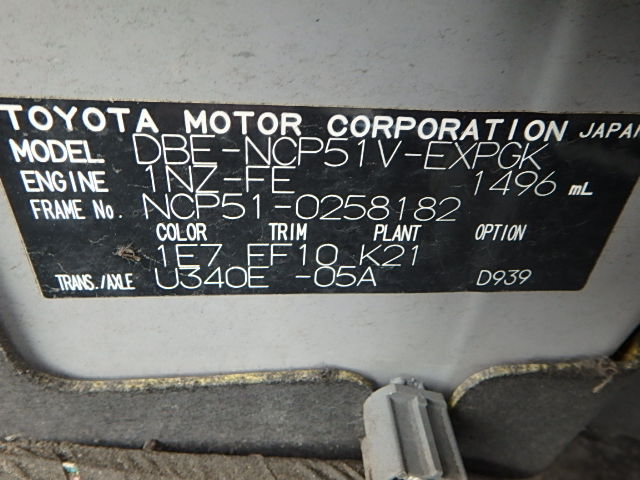 TOYOTA MOTOR CORPORATION JAPAN
MODEL DBE-NCP51V-EXPGK
ENGINE 1NZ-FE 1496 mL
FRAME No. NCP51-0258182
COLOR TRIM PLANT OPTION
1E7 FF10 K21
TRANS./AXLE U340E -05A D939